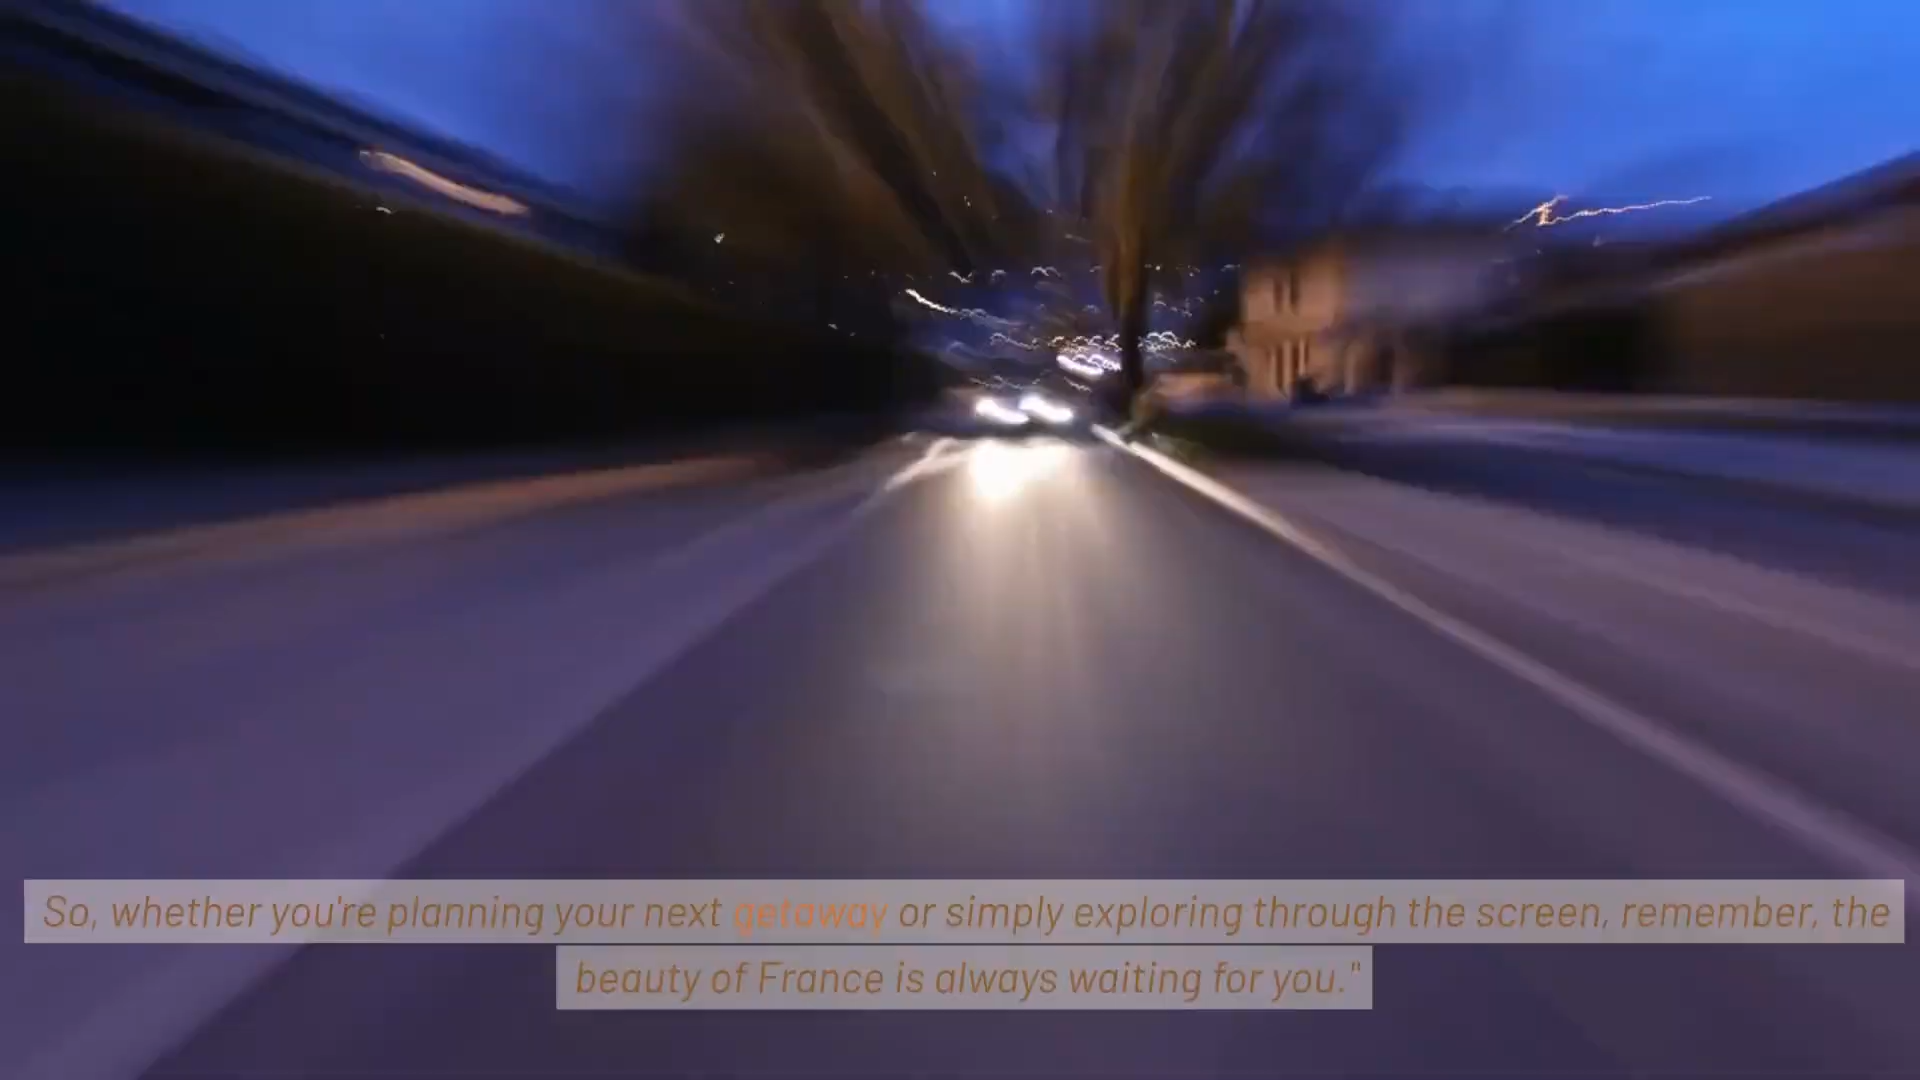 So, whether you're planning your next getaway or simply exploring through the screen, remember, the
beauty of France is always waiting for you."